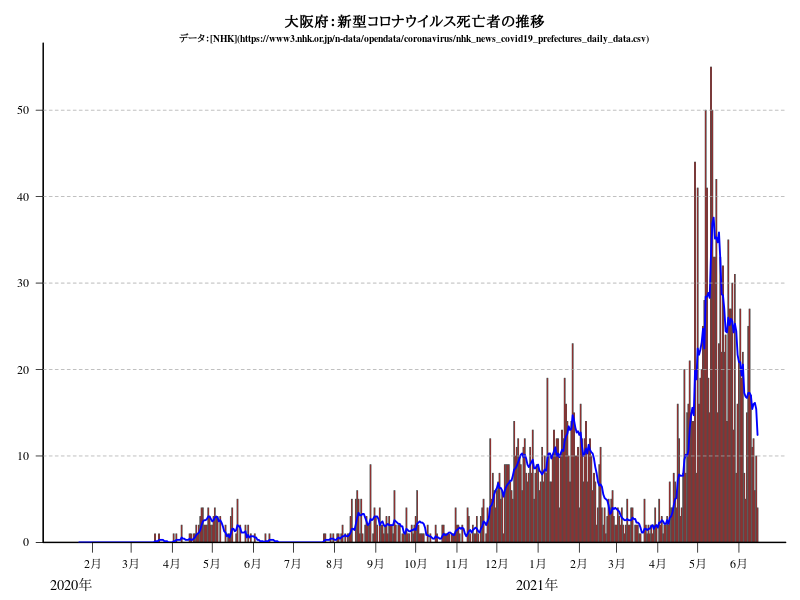 大阪府：新型コロナウイルス死亡者の推移
データ：[NHK](https://www3.nhk.or.jp/n-data/opendata/coronavirus/nhk_news_covid19_prefectures_daily_data.csv)
50
40
30
20
10
0
2月 3月 4月 5月 6月 7月 8月 9月 10月 11月 12月 1月 2月 3月 4月 5月 6月
2020年 2021年